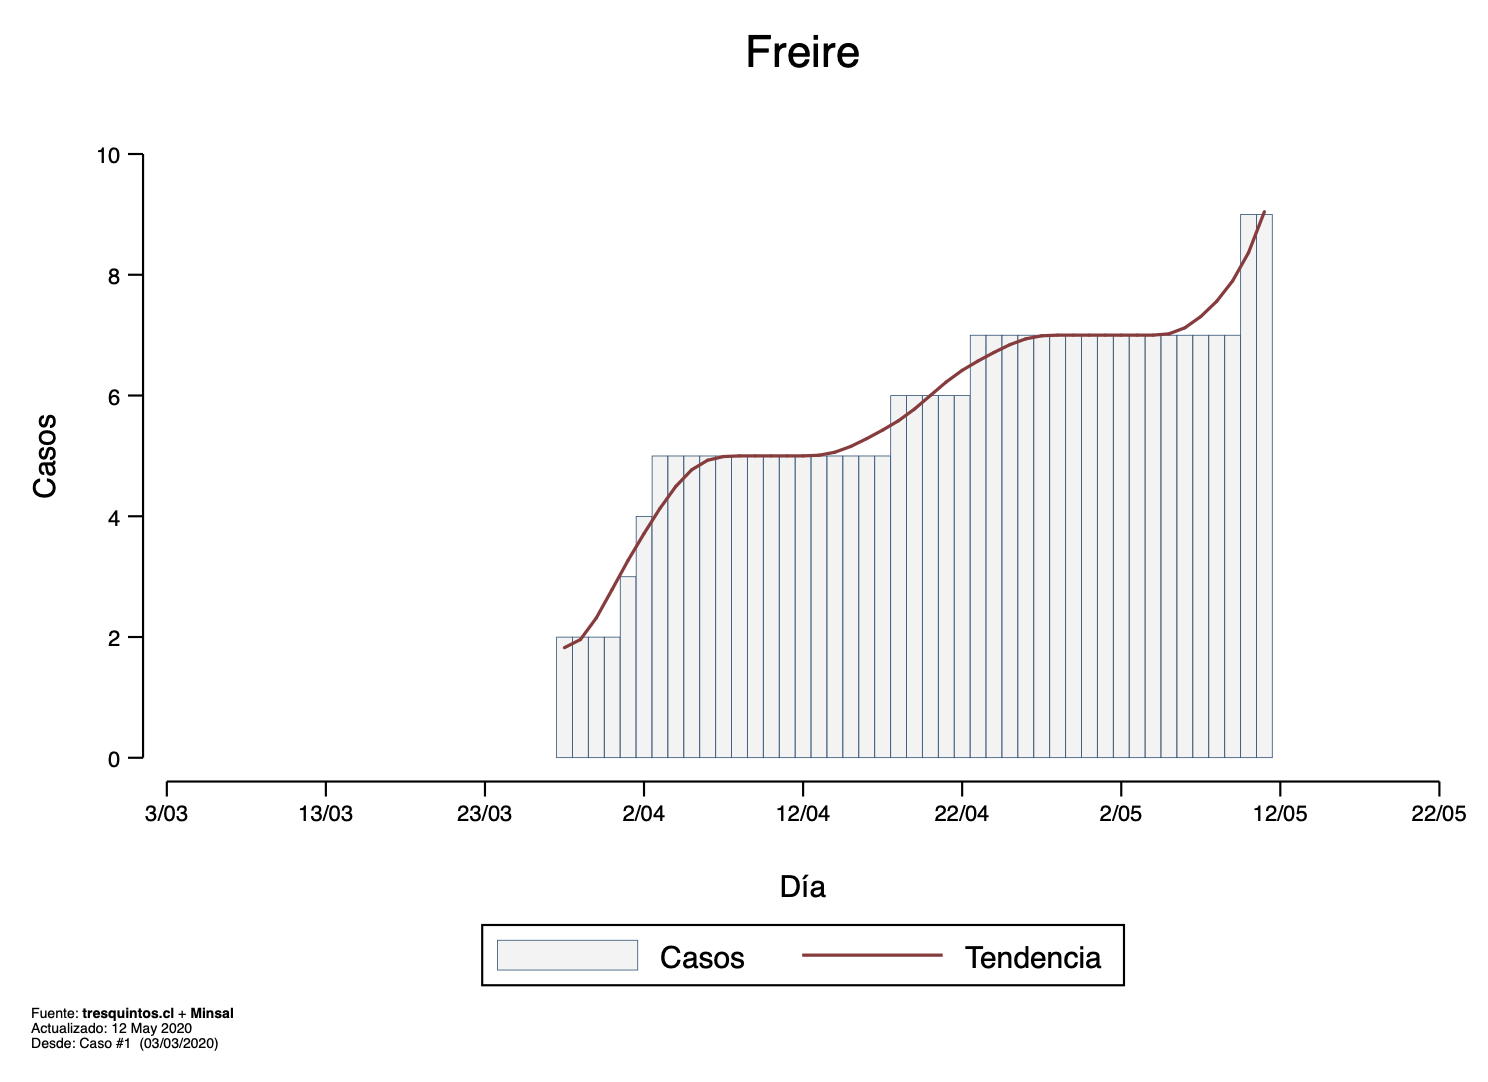 Freire
10
8
6
4
2
0
Casos
3/03 13/03 23/03 2/04 12/04 22/04 2/05 12/05 22/05
Día
Casos Tendencia
Fuente: tresquintos.cl + Minsal
Actualizado: 12 May 2020
Desde: Caso #1 (03/03/2020)